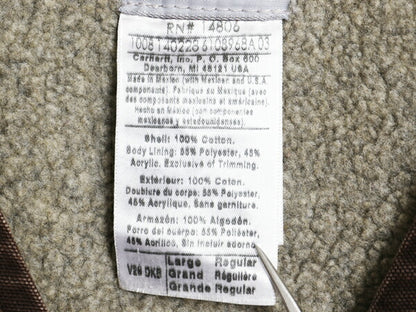 RN# 14806
Carhartt, Inc. P. O. Box 600
Dearborn, MI 48121 USA
Made in Mexico (with Mexican and U.S.A.
components). Fabrique au Mexique (avec
des composants mexicains et américains).
Hecho en México (con componentes
mexicanos y estadounidenses).
Shell: 100% Cotton.
Body Lining: 55% Polyester, 45%
Acrylic. Exclusive of Trimming.
Extérieur: 100% Coton.
Doublure du corps: 55% Polyester,
45% Acrylique, Sans garniture.
Armazón: 100% Algodón.
Forro del cuerpo: 55% Poliéster,
45% Acrílico, Sin incluir adorno.
V26 DKB Large Regular
Grand Régulière
Grande Regular